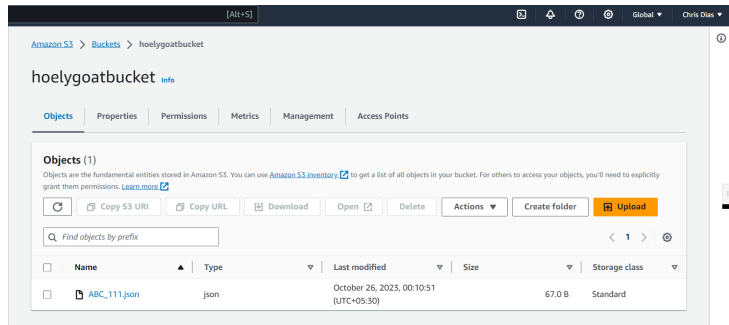 [Alt+S] Global ▼ Chris Dias ▼
Amazon S3 > Buckets > hoelygoatbucket
hoelygoatbucket Info
Objects Properties Permissions Metrics Management Access Points
Objects (1)
Objects are the fundamental entities stored in Amazon S3. You can use Amazon S3 inventory to get a list of all objects in your bucket. For others to access your objects, you'll need to explicitly
grant them permissions. Learn more
Copy S3 URI Copy URL Download Open Delete Actions ▼ Create folder Upload
Find objects by prefix < 1 >
Name ▲ Type ▽ Last modified ▽ Size ▽ Storage class ▽
ABC_111.json json October 26, 2023, 00:10:51 67.0 B Standard
(UTC+05:30)